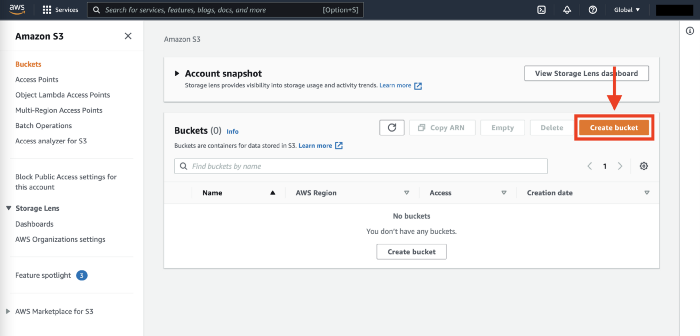 aws
Services
Search for services, features, blogs, docs, and more
[Option+S]
Global
Amazon S3
Buckets
Access Points
Object Lambda Access Points
Multi-Region Access Points
Batch Operations
Access analyzer for S3
Block Public Access settings for
this account
Storage Lens
Dashboards
AWS Organizations settings
Feature spotlight 3
AWS Marketplace for S3
Amazon S3
Account snapshot
View Storage Lens dashboard
Storage lens provides visibility into storage usage and activity trends. Learn more
Buckets (0) Info
Copy ARN
Empty
Delete
Create bucket
Buckets are containers for data stored in S3. Learn more
Find buckets by name
1
Name
AWS Region
Access
Creation date
No buckets
You don't have any buckets.
Create bucket